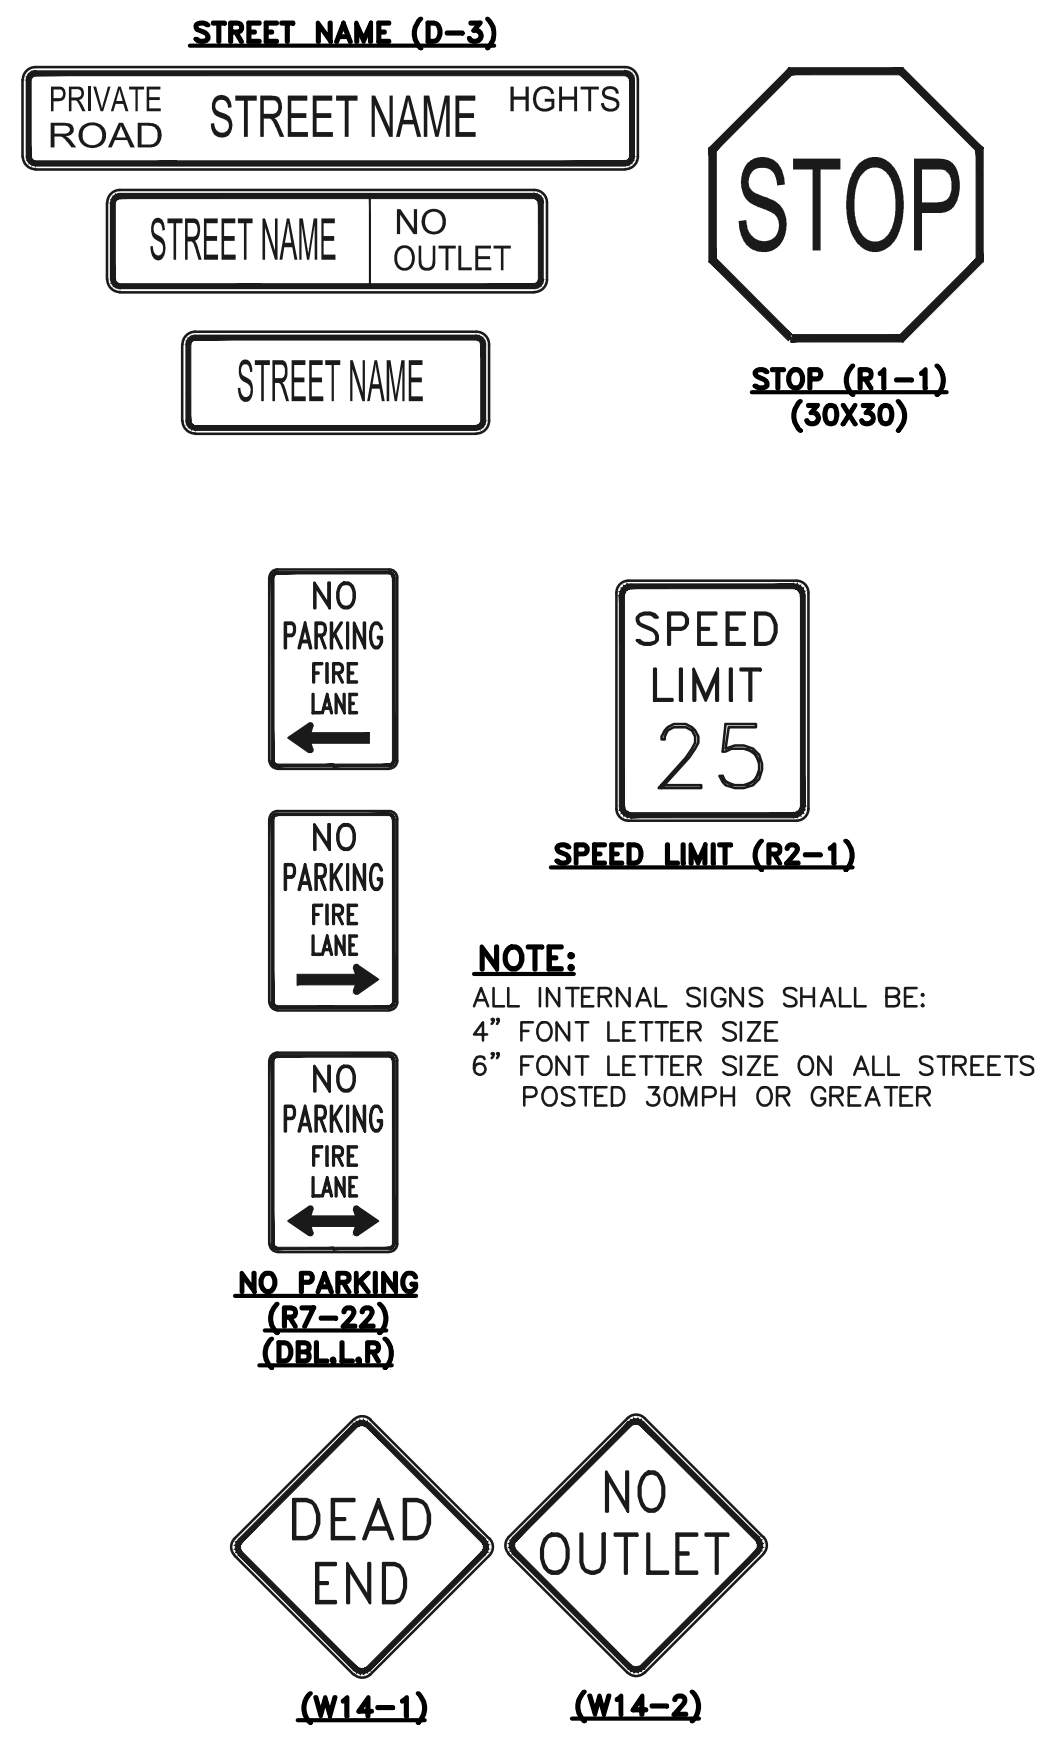 STREET NAME (D-3)
PRIVATE
ROAD
STREET NAME
HGHTS
STREET NAME
NO
OUTLET
STREET NAME
STOP
STOP (R1-1)
(30X30)
NO
PARKING
FIRE
LANE
SPEED
LIMIT
25
SPEED LIMIT (R2-1)
NO
PARKING
FIRE
LANE
NOTE:
ALL INTERNAL SIGNS SHALL BE:
4" FONT LETTER SIZE
6" FONT LETTER SIZE ON ALL STREETS
POSTED 30MPH OR GREATER
NO
PARKING
FIRE
LANE
NO PARKING
(R7-22)
(DBL,L,R)
DEAD
END
(W14-1)
NO
OUTLET
(W14-2)